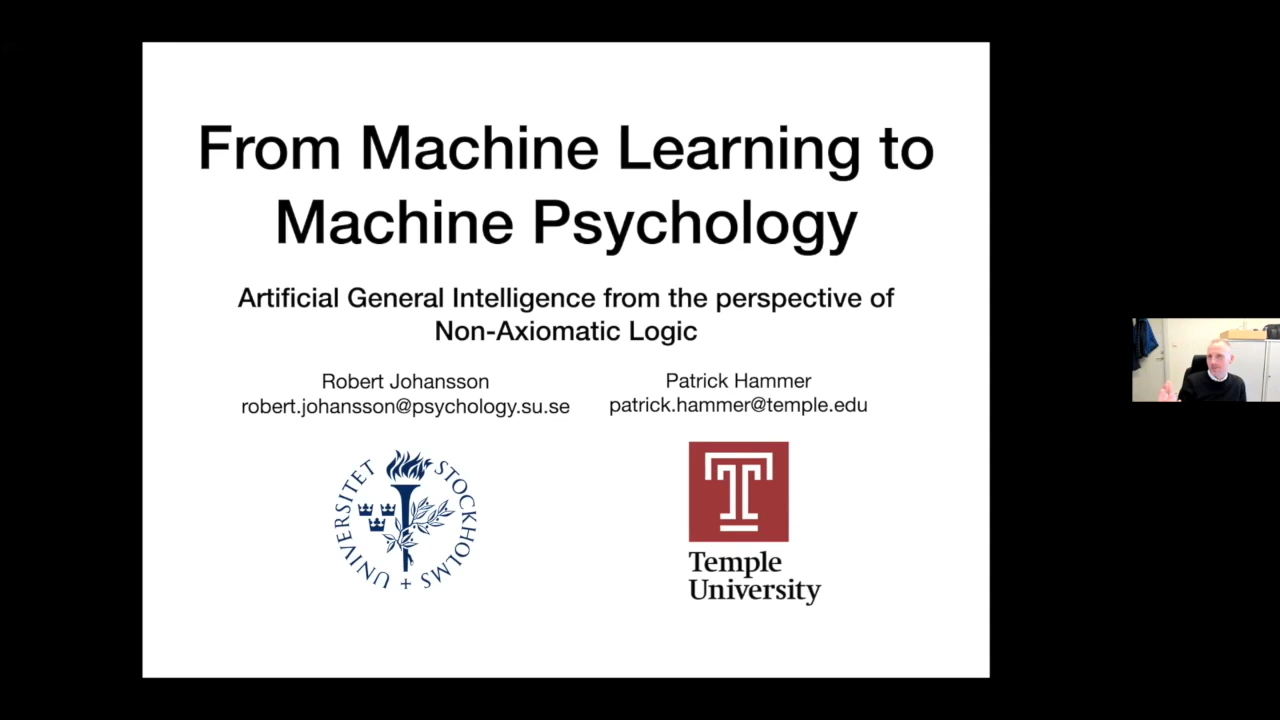 From Machine Learning to
Machine Psychology
Artificial General Intelligence from the perspective of
Non-Axiomatic Logic
Robert Johansson
robert.johansson@psychology.su.se
Patrick Hammer
patrick.hammer@temple.edu
STOCKHOLMS UNIVERSITET
T
Temple
University